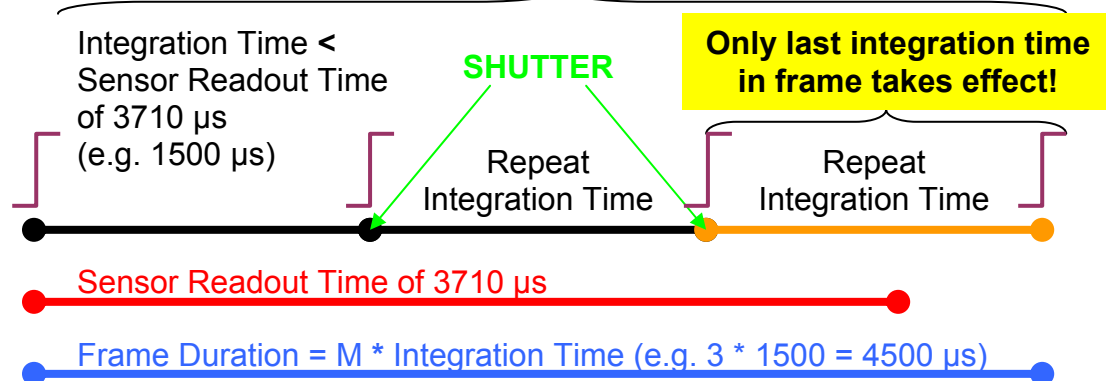 Integration Time <
Sensor Readout Time
of 3710 µs
(e.g. 1500 µs)
SHUTTER
Only last integration time
in frame takes effect!
Repeat
Integration Time
Repeat
Integration Time
Sensor Readout Time of 3710 µs
Frame Duration = M * Integration Time (e.g. 3 * 1500 = 4500 µs)